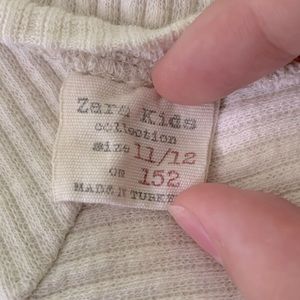 Zara Kids
collection
size 11/12
cm 152
MADE IN TURKEY